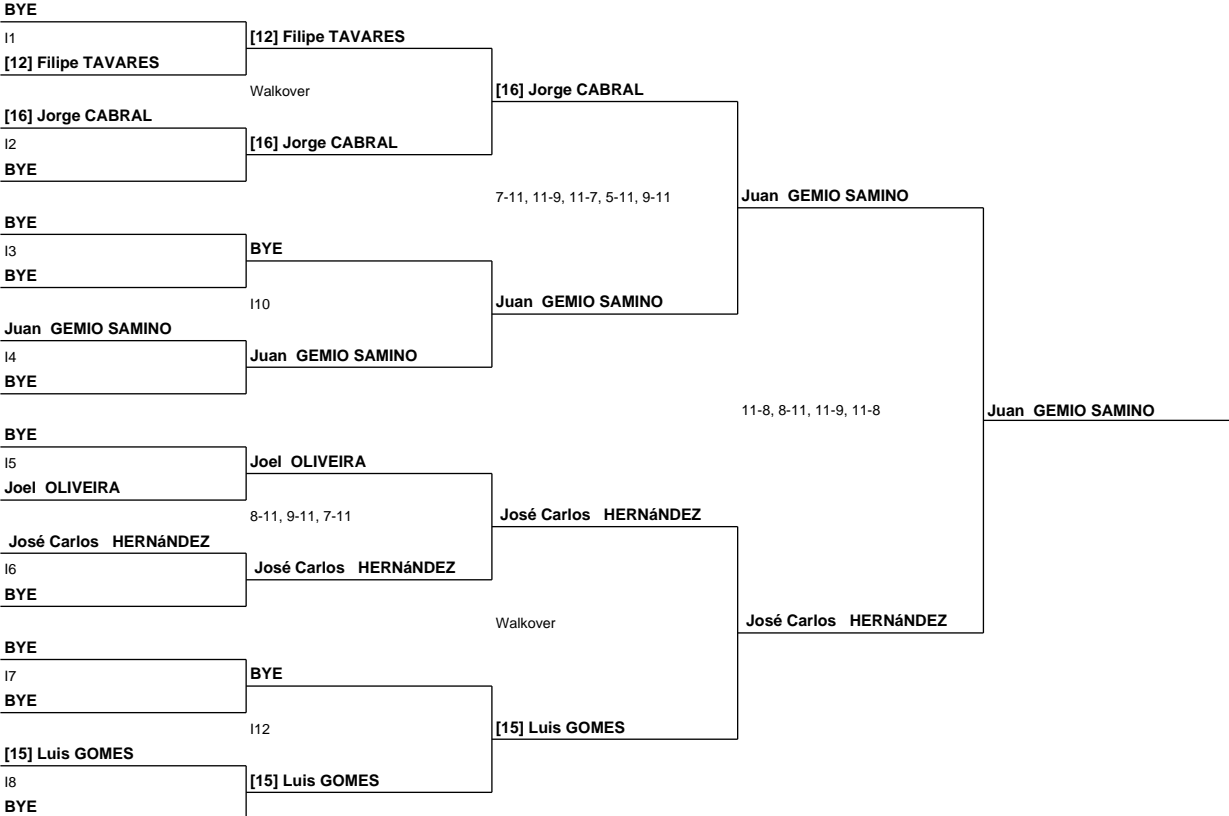 BYE
I1
[12] Filipe TAVARES
[12] Filipe TAVARES
Walkover
[16] Jorge CABRAL
[16] Jorge CABRAL
I2
[16] Jorge CABRAL
BYE
7-11, 11-9, 11-7, 5-11, 9-11
Juan GEMIO SAMINO
BYE
I3
BYE
BYE
I10
Juan GEMIO SAMINO
Juan GEMIO SAMINO
I4
Juan GEMIO SAMINO
BYE
11-8, 8-11, 11-9, 11-8
Juan GEMIO SAMINO
BYE
I5
Joel OLIVEIRA
Joel OLIVEIRA
8-11, 9-11, 7-11
José Carlos HERNáNDEZ
José Carlos HERNáNDEZ
I6
José Carlos HERNáNDEZ
BYE
Walkover
José Carlos HERNáNDEZ
BYE
I7
BYE
BYE
I12
[15] Luis GOMES
[15] Luis GOMES
I8
[15] Luis GOMES
BYE